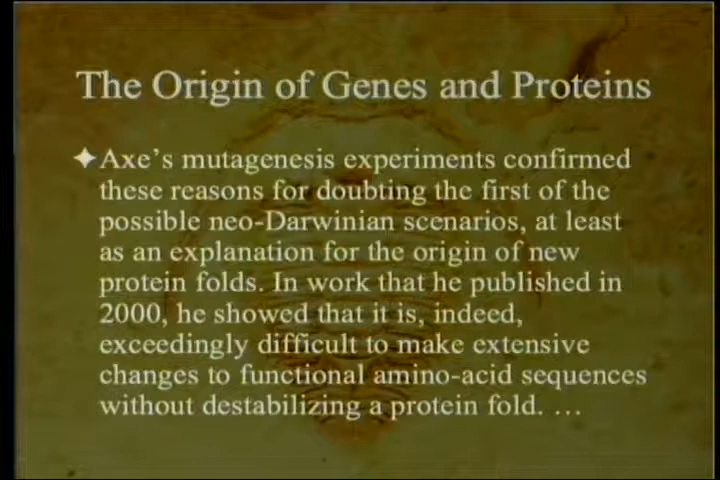 The Origin of Genes and Proteins
✦Axe's mutagenesis experiments confirmed
these reasons for doubting the first of the
possible neo-Darwinian scenarios, at least
as an explanation for the origin of new
protein folds. In work that he published in
2000, he showed that it is, indeed,
exceedingly difficult to make extensive
changes to functional amino-acid sequences
without destabilizing a protein fold. …